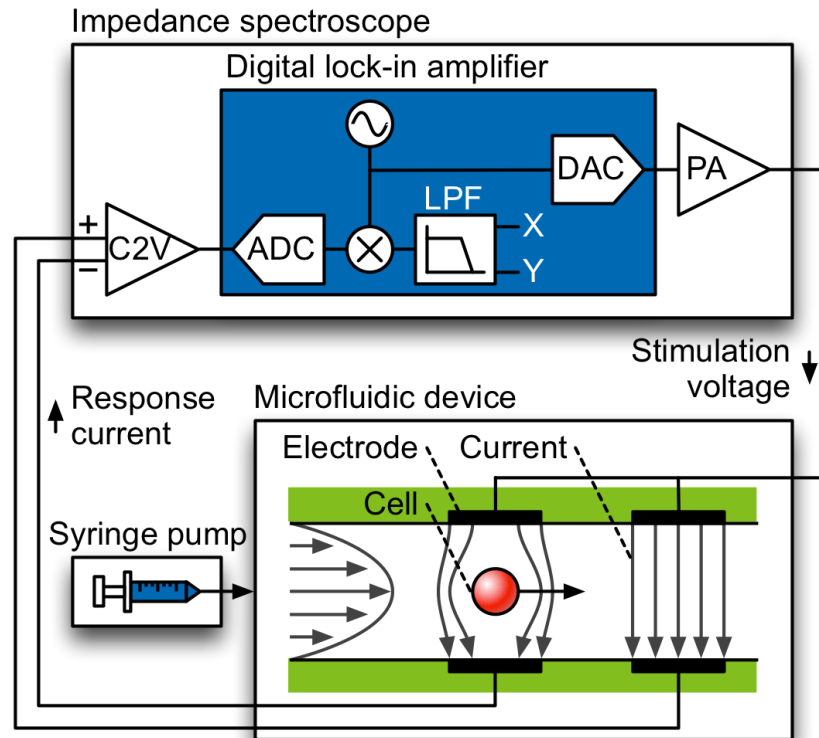 Impedance spectroscope
Digital lock-in amplifier
DAC
PA
LPF
X
+
C2V
ADC
−
Y
Stimulation
voltage
Response
current
Microfluidic device
Electrode
Current
Cell
Syringe pump